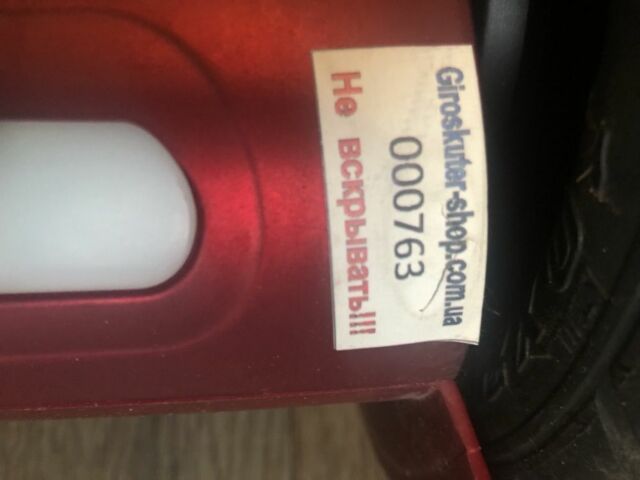 Giroskuter-shop.com.ua
000763
Не вскрывать!!!